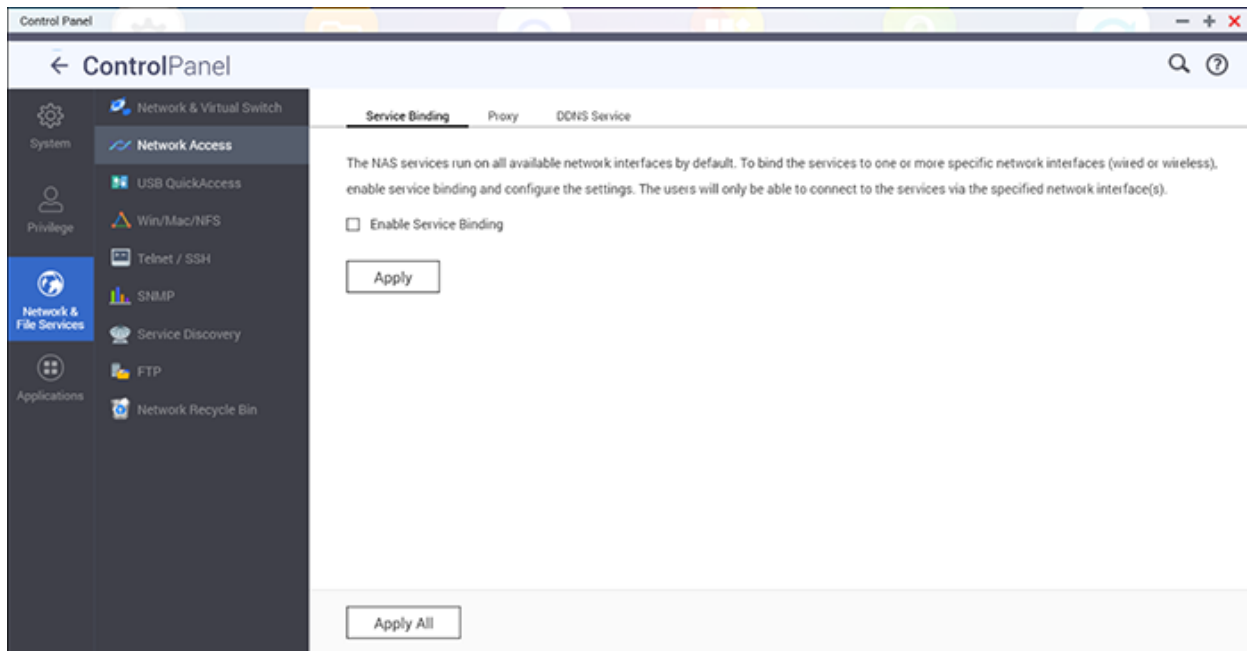 Control Panel
ControlPanel
System
Privilege
Network &
File Services
Applications
Network & Virtual Switch
Network Access
USB QuickAccess
Win/Mac/NFS
Telnet / SSH
SNMP
Service Discovery
FTP
Network Recycle Bin
Service Binding Proxy DDNS Service
The NAS services run on all available network interfaces by default. To bind the services to one or more specific network interfaces (wired or wireless),
enable service binding and configure the settings. The users will only be able to connect to the services via the specified network interface(s).
Enable Service Binding
Apply
Apply All